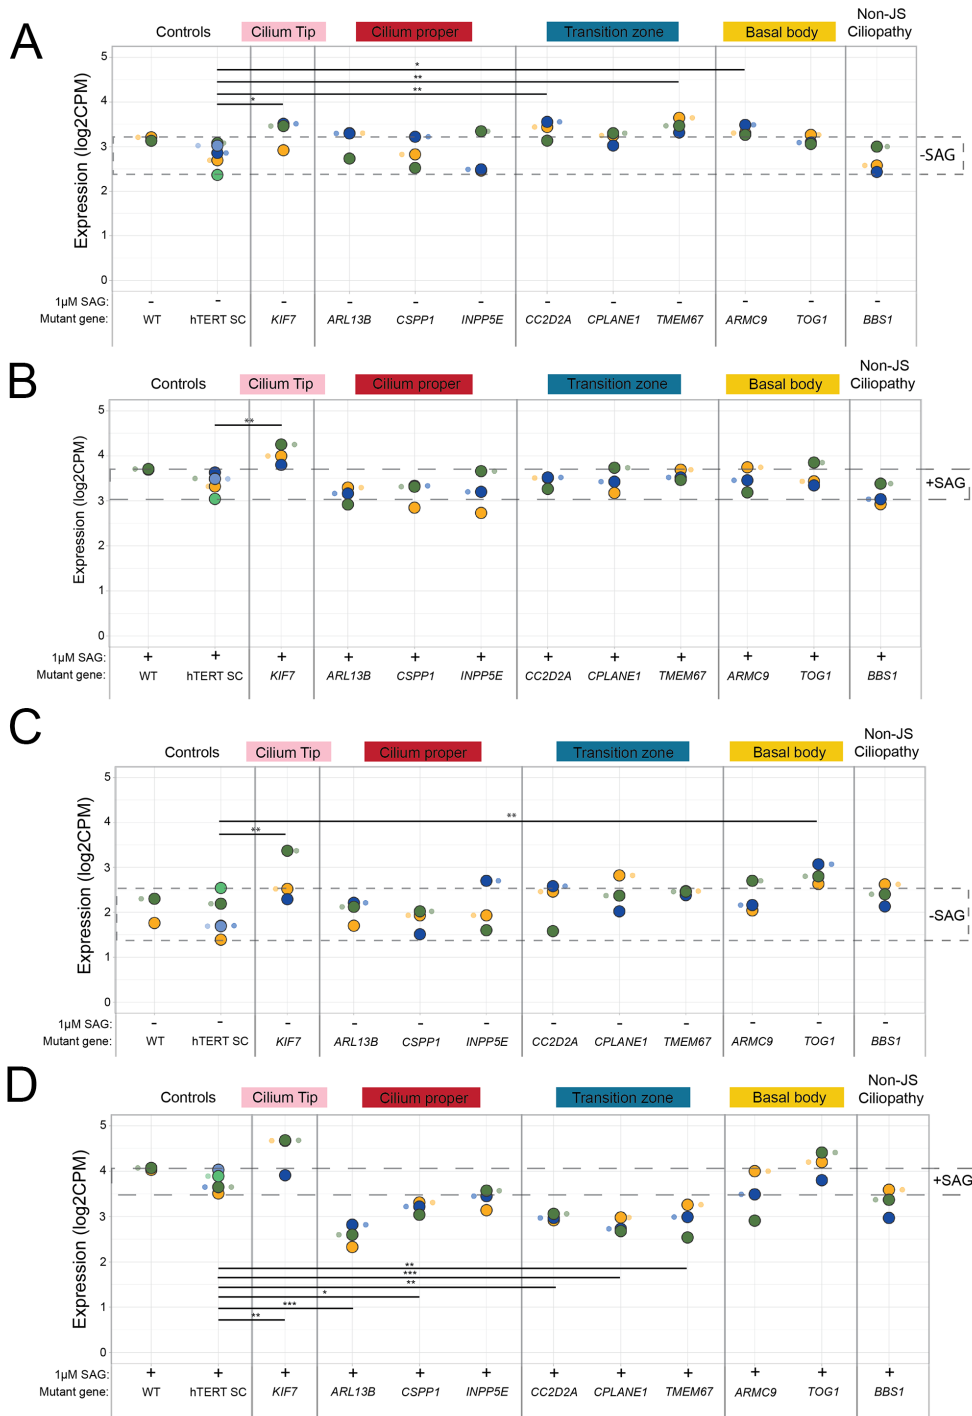 A
Controls
Cilium Tip
Cilium proper
Transition zone
Basal body
Non-JS
Ciliopathy
Expression (log2CPM)
5
4
3
2
1
0
*
**
**
*
-SAG
1µM SAG: - - - - - - - - - - - -
Mutant gene: WT hTERT SC KIF7 ARL13B CSPP1 INPP5E CC2D2A CPLANE1 TMEM67 ARMC9 TOG1 BBS1
B
Controls
Cilium Tip
Cilium proper
Transition zone
Basal body
Non-JS
Ciliopathy
Expression (log2CPM)
5
4
3
2
1
0
**
+SAG
1µM SAG: + + + + + + + + + + + +
Mutant gene: WT hTERT SC KIF7 ARL13B CSPP1 INPP5E CC2D2A CPLANE1 TMEM67 ARMC9 TOG1 BBS1
C
Controls
Cilium Tip
Cilium proper
Transition zone
Basal body
Non-JS
Ciliopathy
Expression (log2CPM)
5
4
3
2
1
0
**
**
-SAG
1µM SAG: - - - - - - - - - - - -
Mutant gene: WT hTERT SC KIF7 ARL13B CSPP1 INPP5E CC2D2A CPLANE1 TMEM67 ARMC9 TOG1 BBS1
D
Controls
Cilium Tip
Cilium proper
Transition zone
Basal body
Non-JS
Ciliopathy
Expression (log2CPM)
5
4
3
2
1
0
+SAG
**
***
**
*
***
**
1µM SAG: + + + + + + + + + + + +
Mutant gene: WT hTERT SC KIF7 ARL13B CSPP1 INPP5E CC2D2A CPLANE1 TMEM67 ARMC9 TOG1 BBS1